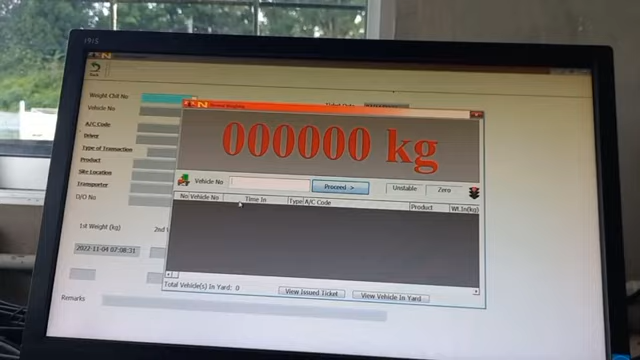 Weight Chit No
Vehicle No
A/C Code
Driver
Type of Transaction
Product
Site Location
Transporter
D/O No
1st Weight (kg)
2nd
2022-11-04 07:08:31
Remarks
000000 kg
Vehicle No
Proceed >
Unstable
Zero
No Vehicle No Time In Type A/C Code Product Wt.In(kg)
Total Vehicle(s) In Yard: 0
View Issued Ticket
View Vehicle In Yard